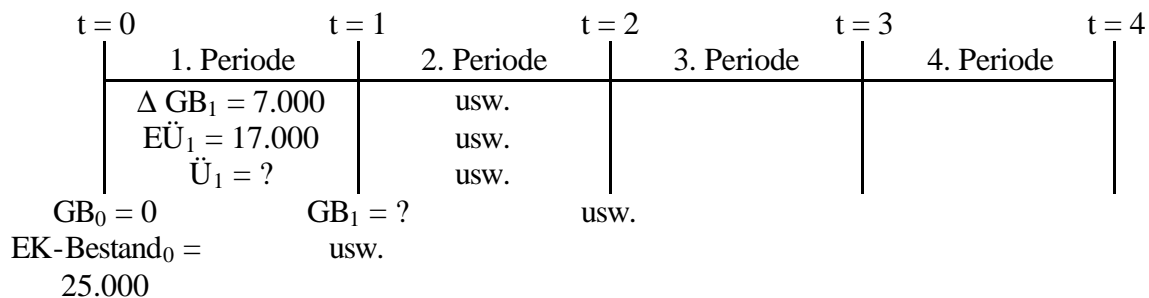 t = 0 t = 1 t = 2 t = 3 t = 4
1. Periode 2. Periode 3. Periode 4. Periode
Δ GB₁ = 7.000 usw.
EÜ₁ = 17.000 usw.
Ü₁ = ? usw.
GB₀ = 0 GB₁ = ? usw.
EK-Bestand₀ = usw.
25.000